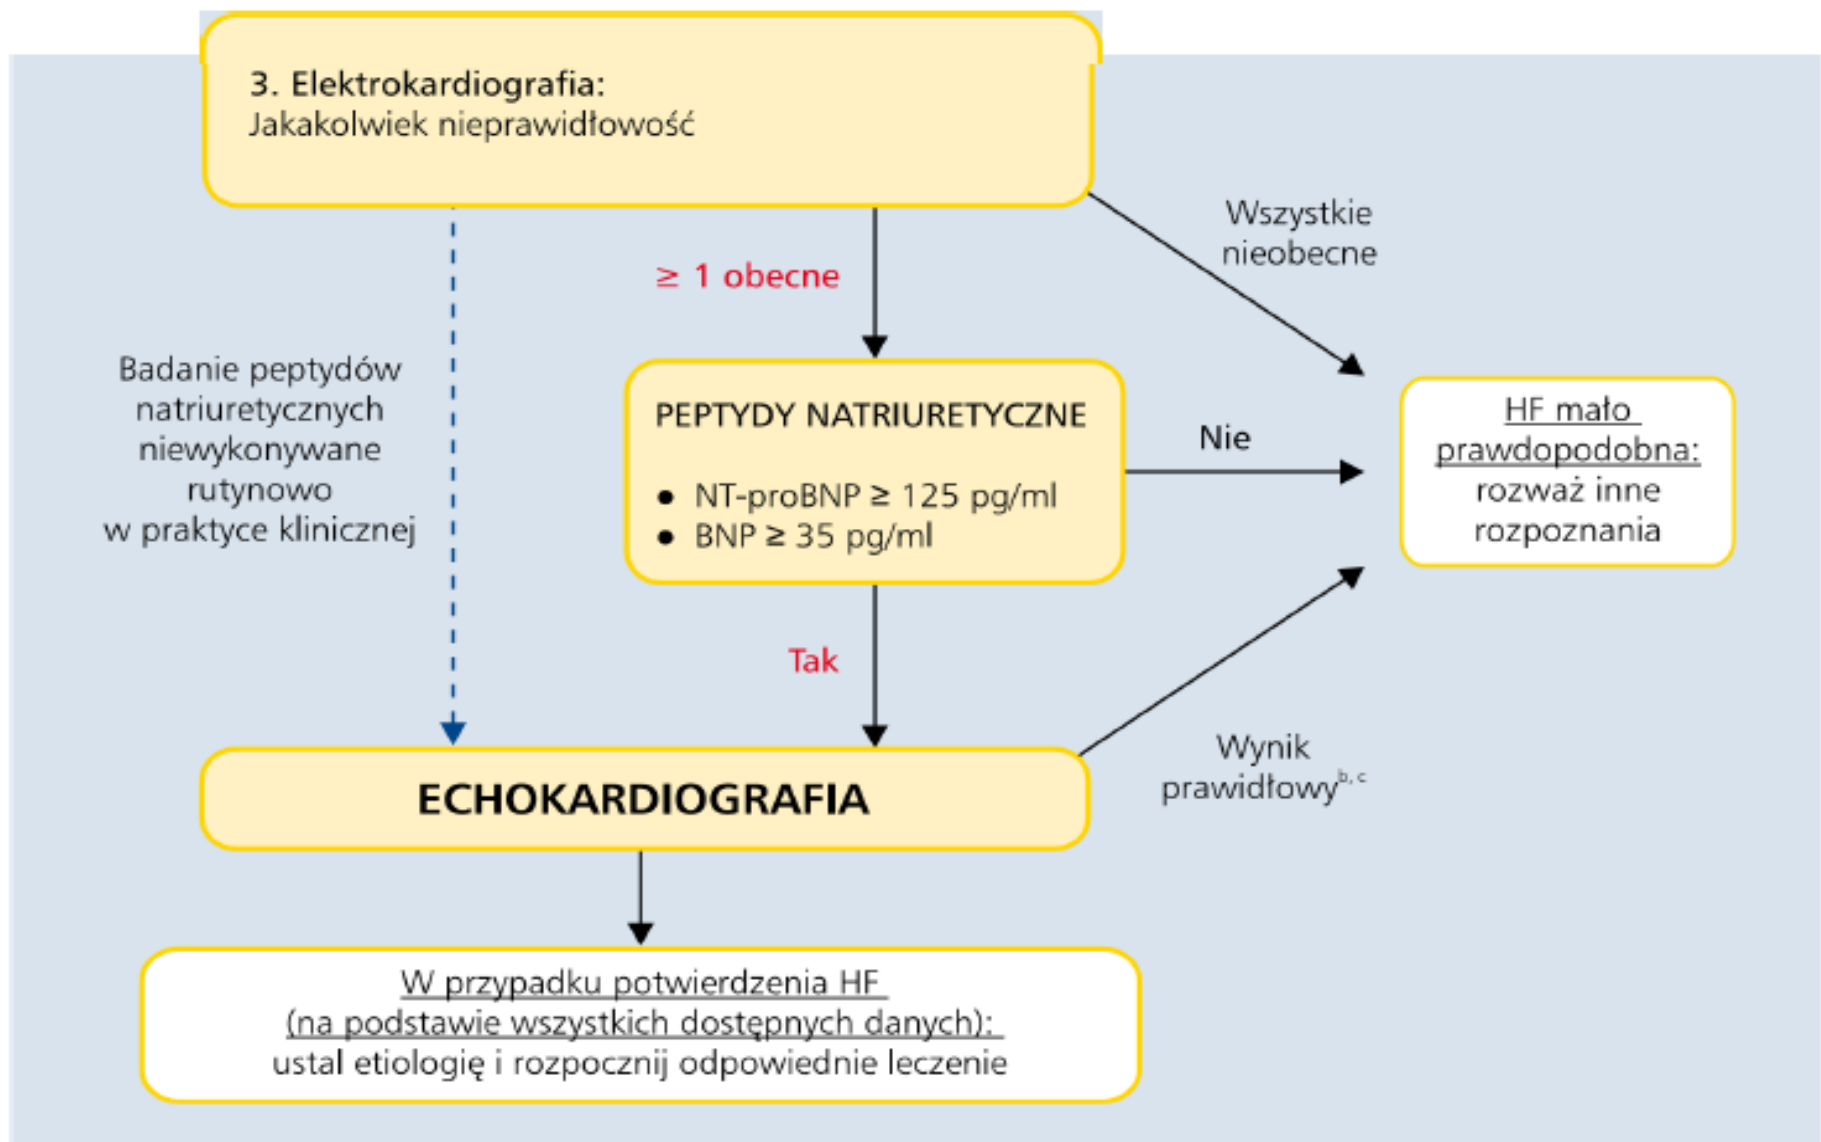 3. Elektrokardiografia:
Jakakolwiek nieprawidłowość
Wszystkie
nieobecne
≥ 1 obecne
Badanie peptydów
natriuretycznych
niewykonywane
rutynowo
w praktyce klinicznej
PEPTYDY NATRIURETYCZNE
● NT-proBNP ≥ 125 pg/ml
● BNP ≥ 35 pg/ml
Nie
HF mało
prawdopodobna:
rozważ inne
rozpoznania
Tak
Wynik
prawidłowy^b, c
ECHOKARDIOGRAFIA
W przypadku potwierdzenia HF
(na podstawie wszystkich dostępnych danych):
ustal etiologię i rozpocznij odpowiednie leczenie